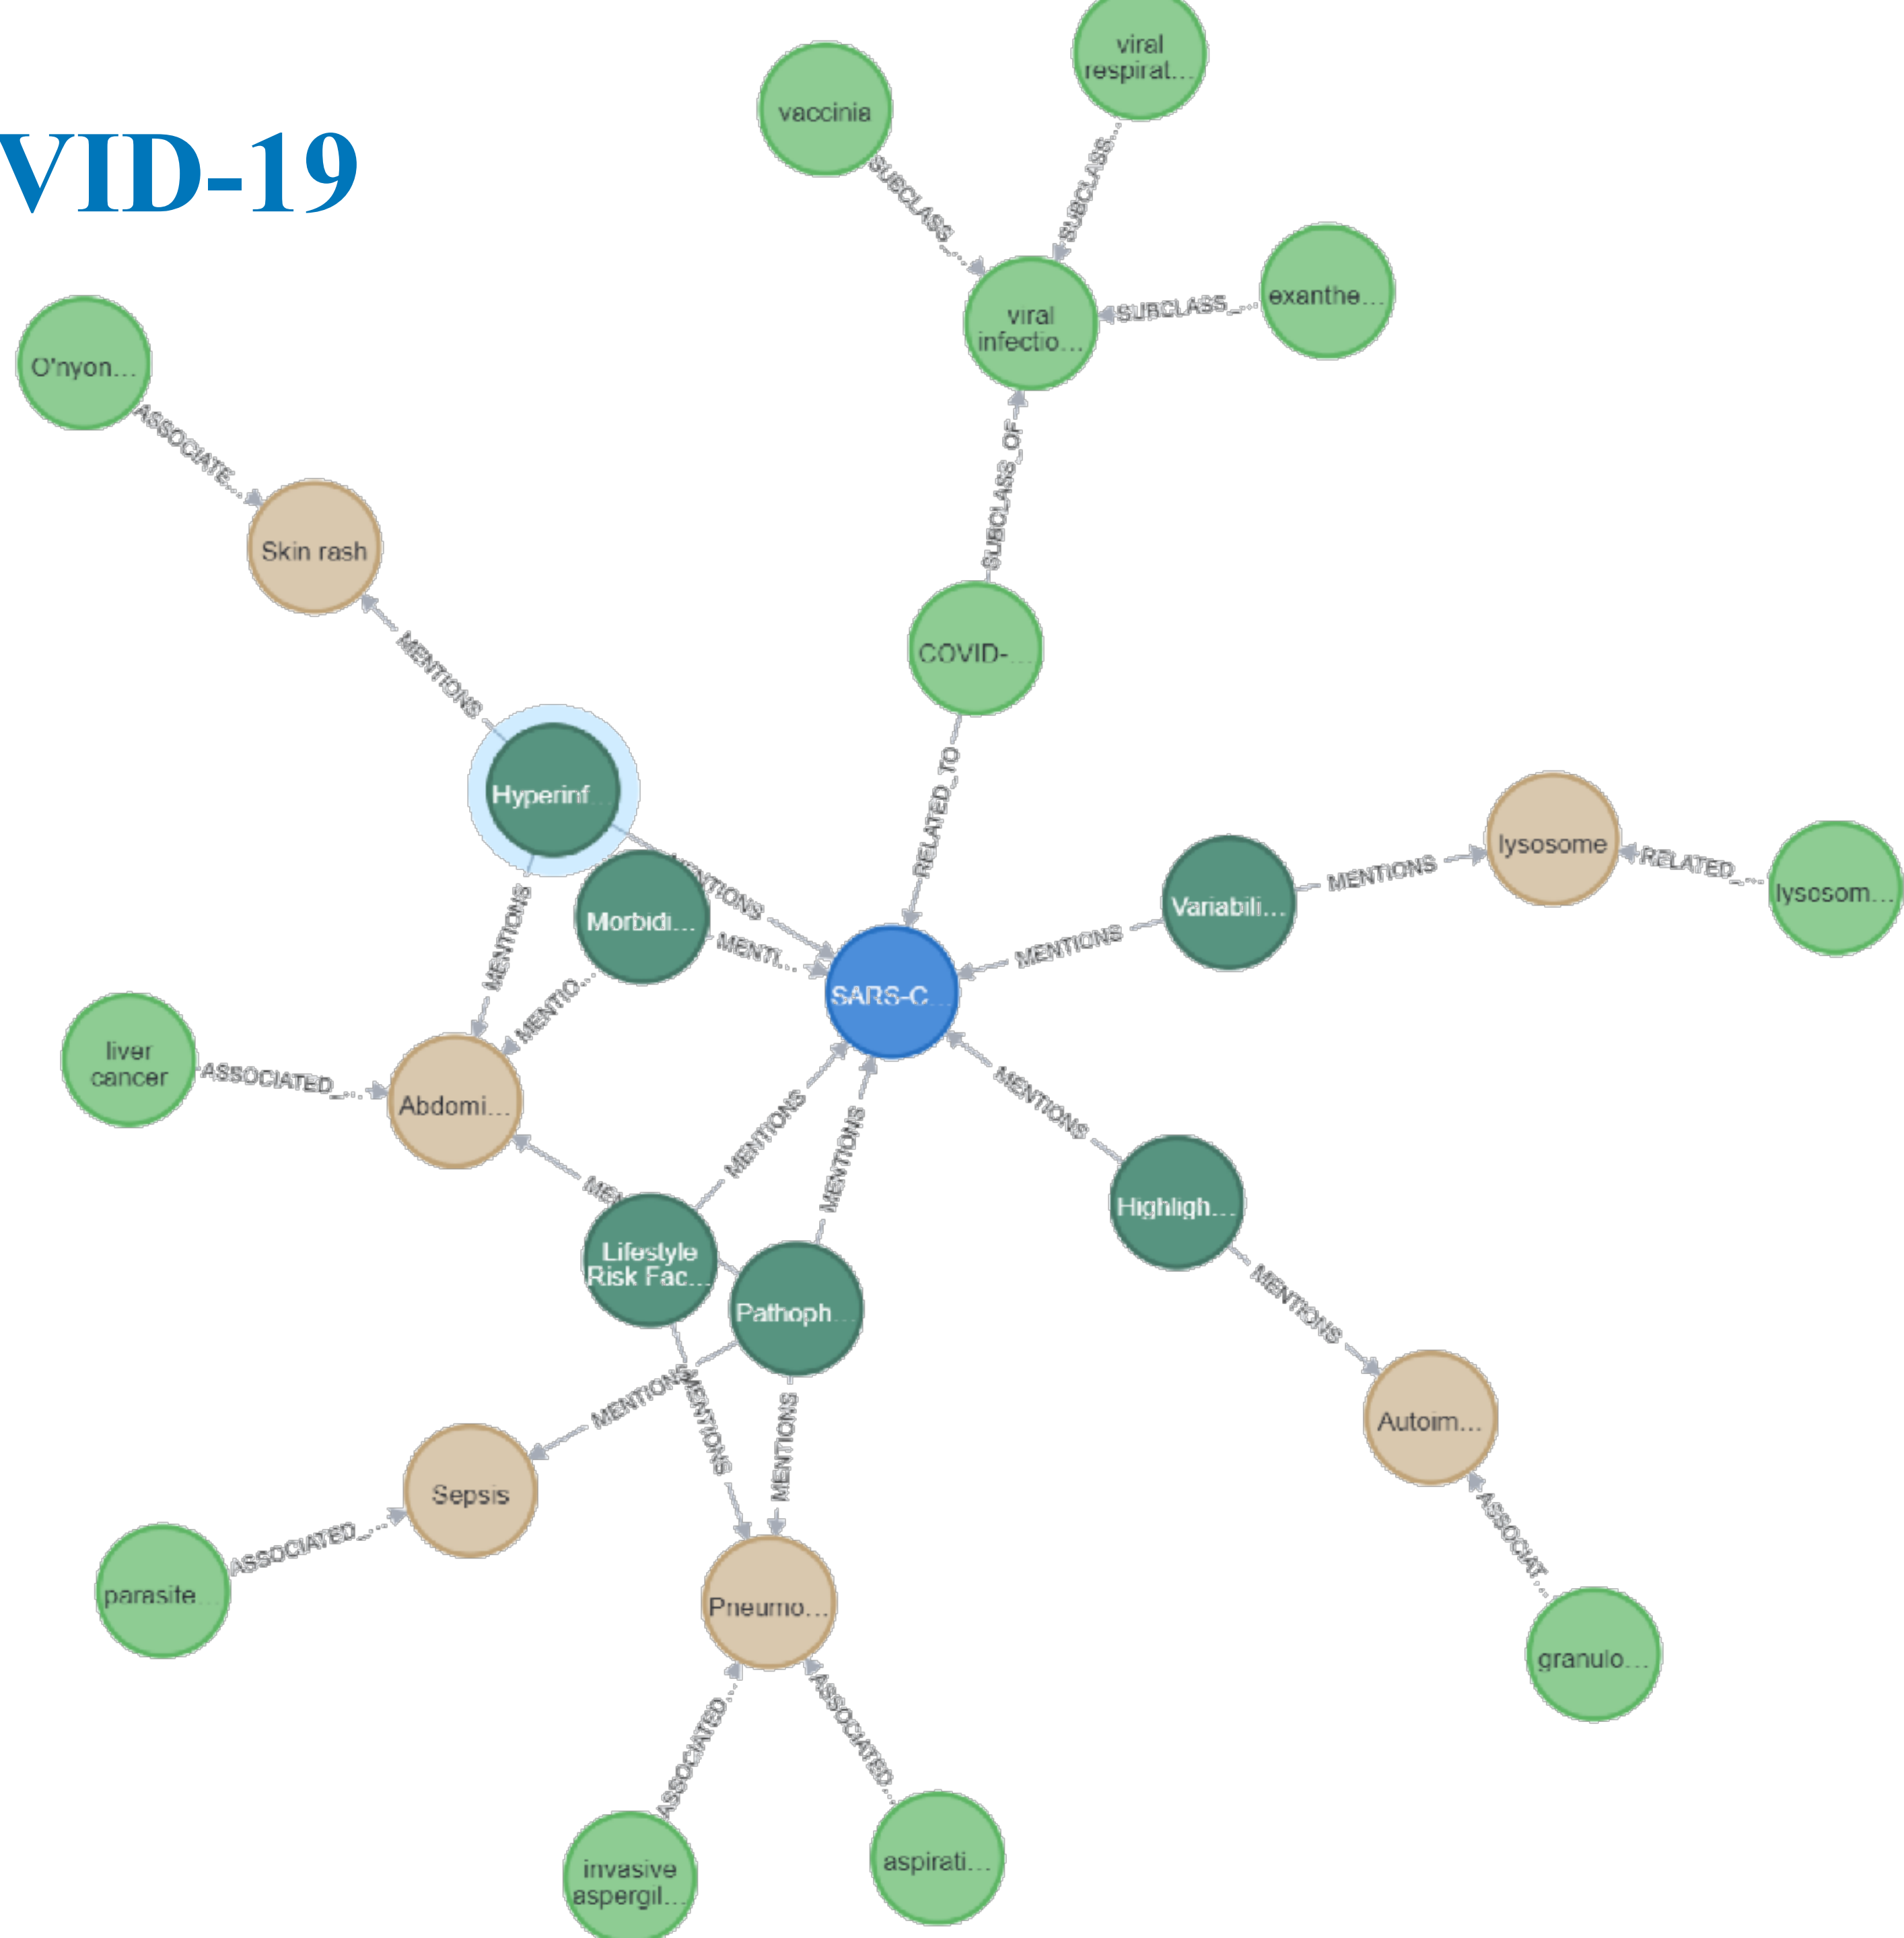 VID-19
viral
respirat...
vaccinia
SUBCLASS...
SUBCLASS...
viral
infectio...
SUBCLASS_...
exanthe...
O'nyon...
ASSOCIATE...
SUBCLASS_OF
Skin rash
MENTIONS
COVID-...
RELATED_TO
Hyperinf...
MENTIONS
Morbidi...
MENTI...
MENTIONS
MENTIO...
SARS-C...
MENTIONS
Variabili...
MENTIONS
lysosome
RELATED_...
lysosom...
liver
cancer
ASSOCIATED_...
Abdomi...
MENTIONS
MENTIONS
MENTIONS
Lifestyle
Risk Fac...
Pathoph...
Highligh...
MENTIONS
MENTIONS
MENTIONS
MENTIONS
Autoim...
ASSOCIAT...
granulo...
Sepsis
ASSOCIATED_...
parasite...
Pneumo...
ASSOCIATED...
ASSOCIATED...
invasive
aspergil...
aspirati...